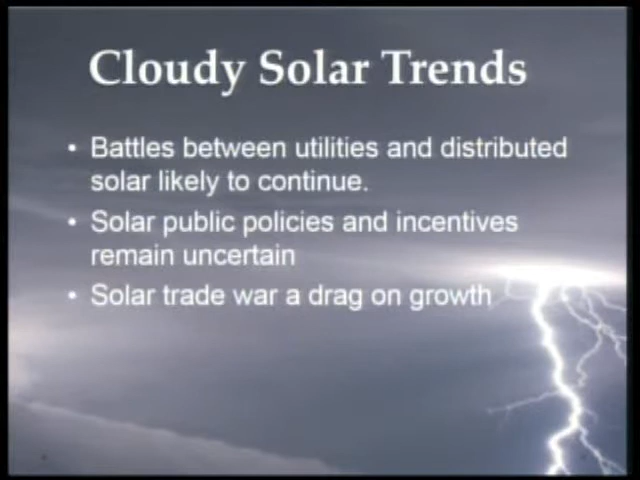 Cloudy Solar Trends
• Battles between utilities and distributed
solar likely to continue.
• Solar public policies and incentives
remain uncertain
• Solar trade war a drag on growth